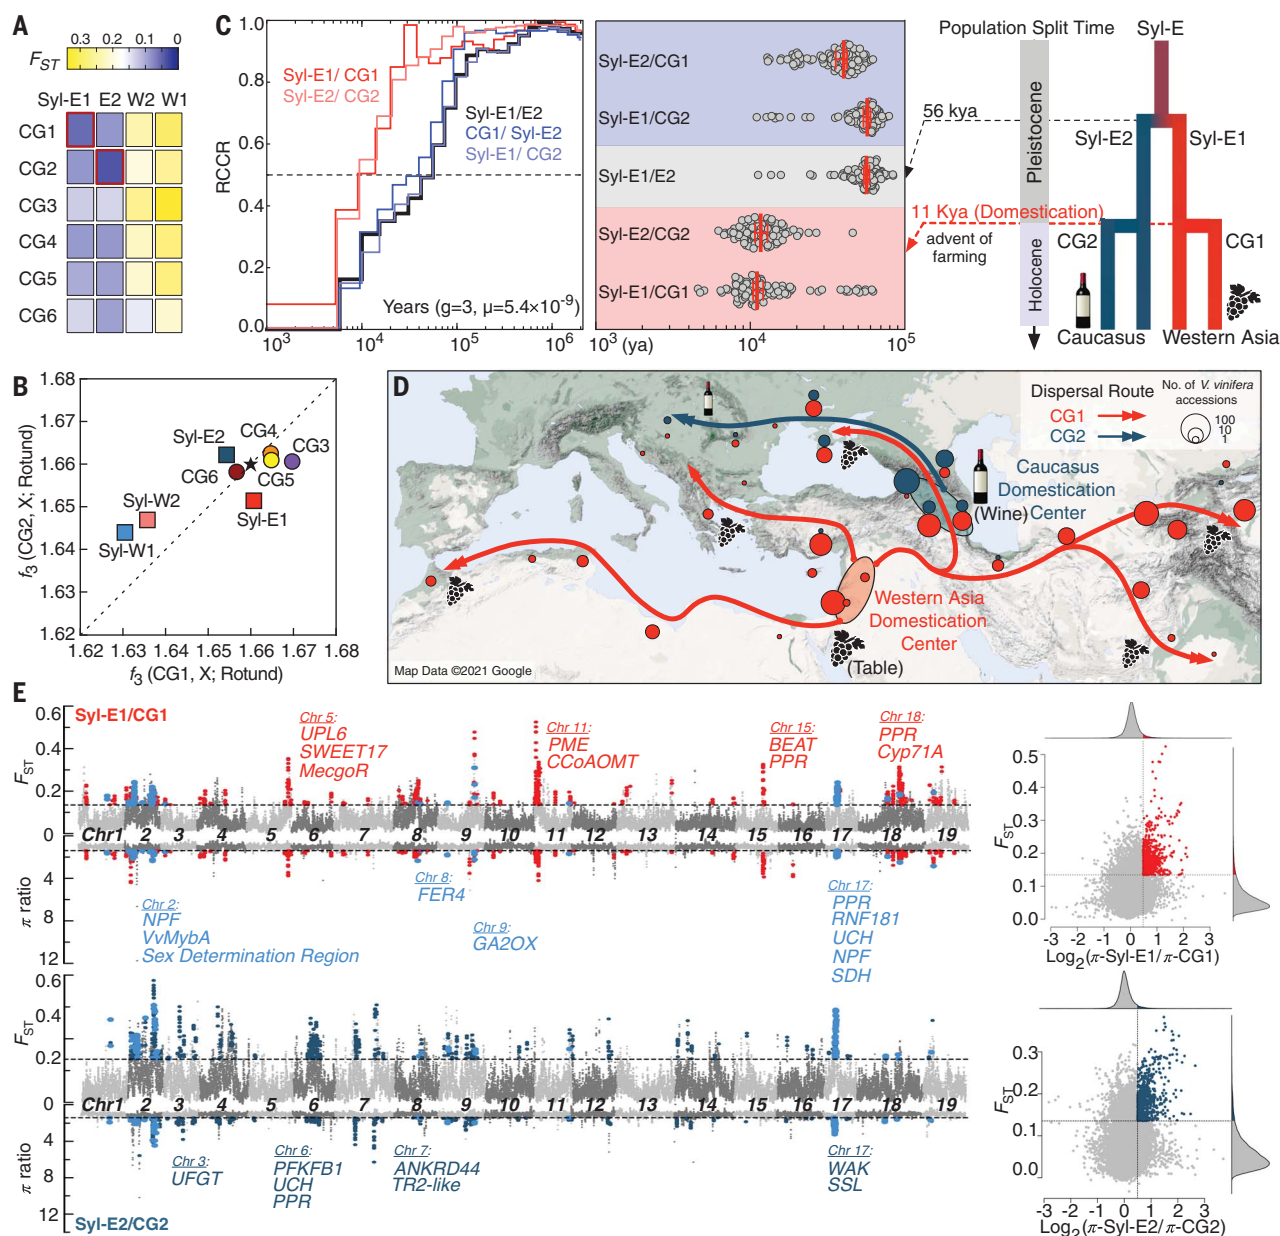 A
0.3 0.2 0.1 0
FST
Syl-E1 E2 W2 W1
CG1
CG2
CG3
CG4
CG5
CG6
C
RCCR
1.0
0.8
0.6
0.4
0.2
0.0
Syl-E1/ CG1
Syl-E2/ CG2
Syl-E1/E2
CG1/ Syl-E2
Syl-E1/ CG2
Years (g=3, μ=5.4×10⁻⁹)
10³ 10⁴ 10⁵ 10⁶
Syl-E2/CG1
Syl-E1/CG2
Syl-E1/E2
Syl-E2/CG2
Syl-E1/CG1
10³ (ya) 10⁴ 10⁵
Population Split Time
Syl-E
56 kya
Pleistocene
Syl-E2
Syl-E1
11 Kya (Domestication)
advent of
farming
Holocene
CG2
CG1
Caucasus
Western Asia
B
f₃ (CG2, X; Rotund)
1.68
1.67
1.66
1.65
1.64
1.63
1.62
Syl-E2
CG4
CG3
CG6
CG5
Syl-E1
Syl-W2
Syl-W1
1.62 1.63 1.65 1.64 1.66 1.67 1.68
f₃ (CG1, X; Rotund)
D
Dispersal Route
CG1
CG2
No. of V. vinifera
accessions
100
10
1
Caucasus
Domestication
Center
(Wine)
Western Asia
Domestication
Center
(Table)
Map Data ©2021 Google
E
Syl-E1/CG1
FST
0.6
0.4
0.2
0
Chr 5:
UPL6
SWEET17
MecgoR
Chr 11:
PME
CCoAOMT
Chr 15:
BEAT
PPR
Chr 18:
PPR
Cyp71A
Chr1 2 3 4 5 6 7 8 9 10 11 12 13 14 15 16 17 18 19
π ratio
4
8
12
Chr 2:
NPF
VvMybA
Sex Determination Region
Chr 8:
FER4
Chr 9:
GA2OX
Chr 17:
PPR
RNF181
UCH
NPF
SDH
FST
0.6
0.4
0.2
0
Chr1 2 3 4 5 6 7 8 9 10 11 12 13 14 15 16 17 18 19
π ratio
4
8
12
Chr 3:
UFGT
Chr 6:
PFKFB1
UCH
PPR
Chr 7:
ANKRD44
TR2-like
Chr 17:
WAK
SSL
Syl-E2/CG2
FST
0.5
0.4
0.3
0.2
0.1
0.0
-3 -2 -1 0 1 2 3
Log₂(π-Syl-E1/π-CG1)
FST
0.3
0.2
0.1
0.0
-3 -2 -1 0 1 2 3
Log₂(π-Syl-E2/π-CG2)